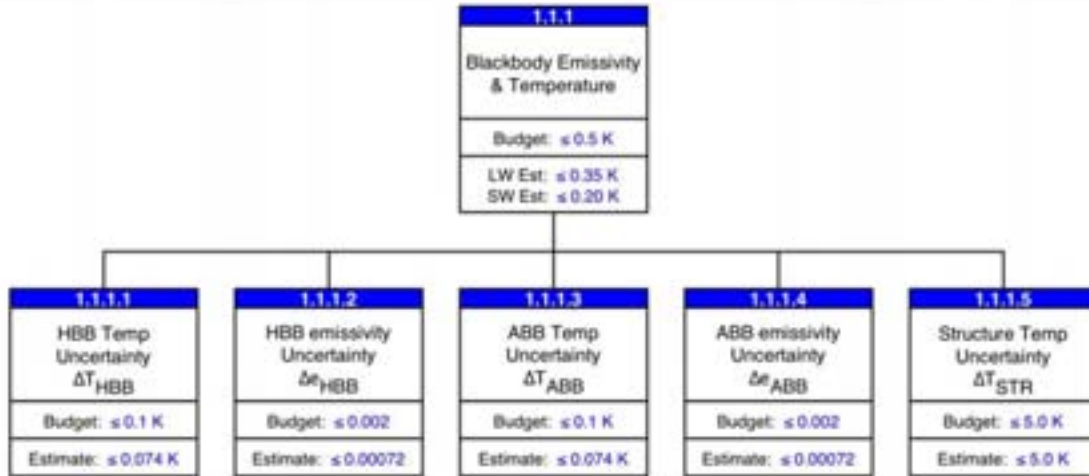 1.1.1
Blackbody Emissivity
& Temperature
Budget: ≤ 0.5 K
LW Est: ≤ 0.35 K
SW Est: ≤ 0.20 K
1.1.1.1
HBB Temp
Uncertainty
ΔT_HBB
Budget: ≤ 0.1 K
Estimate: ≤ 0.074 K
1.1.1.2
HBB emissivity
Uncertainty
Δe_HBB
Budget: ≤ 0.002
Estimate: ≤ 0.00072
1.1.1.3
ABB Temp
Uncertainty
ΔT_ABB
Budget: ≤ 0.1 K
Estimate: ≤ 0.074 K
1.1.1.4
ABB emissivity
Uncertainty
Δe_ABB
Budget: ≤ 0.002
Estimate: ≤ 0.00072
1.1.1.5
Structure Temp
Uncertainty
ΔT_STR
Budget: ≤ 5.0 K
Estimate: ≤ 5.0 K